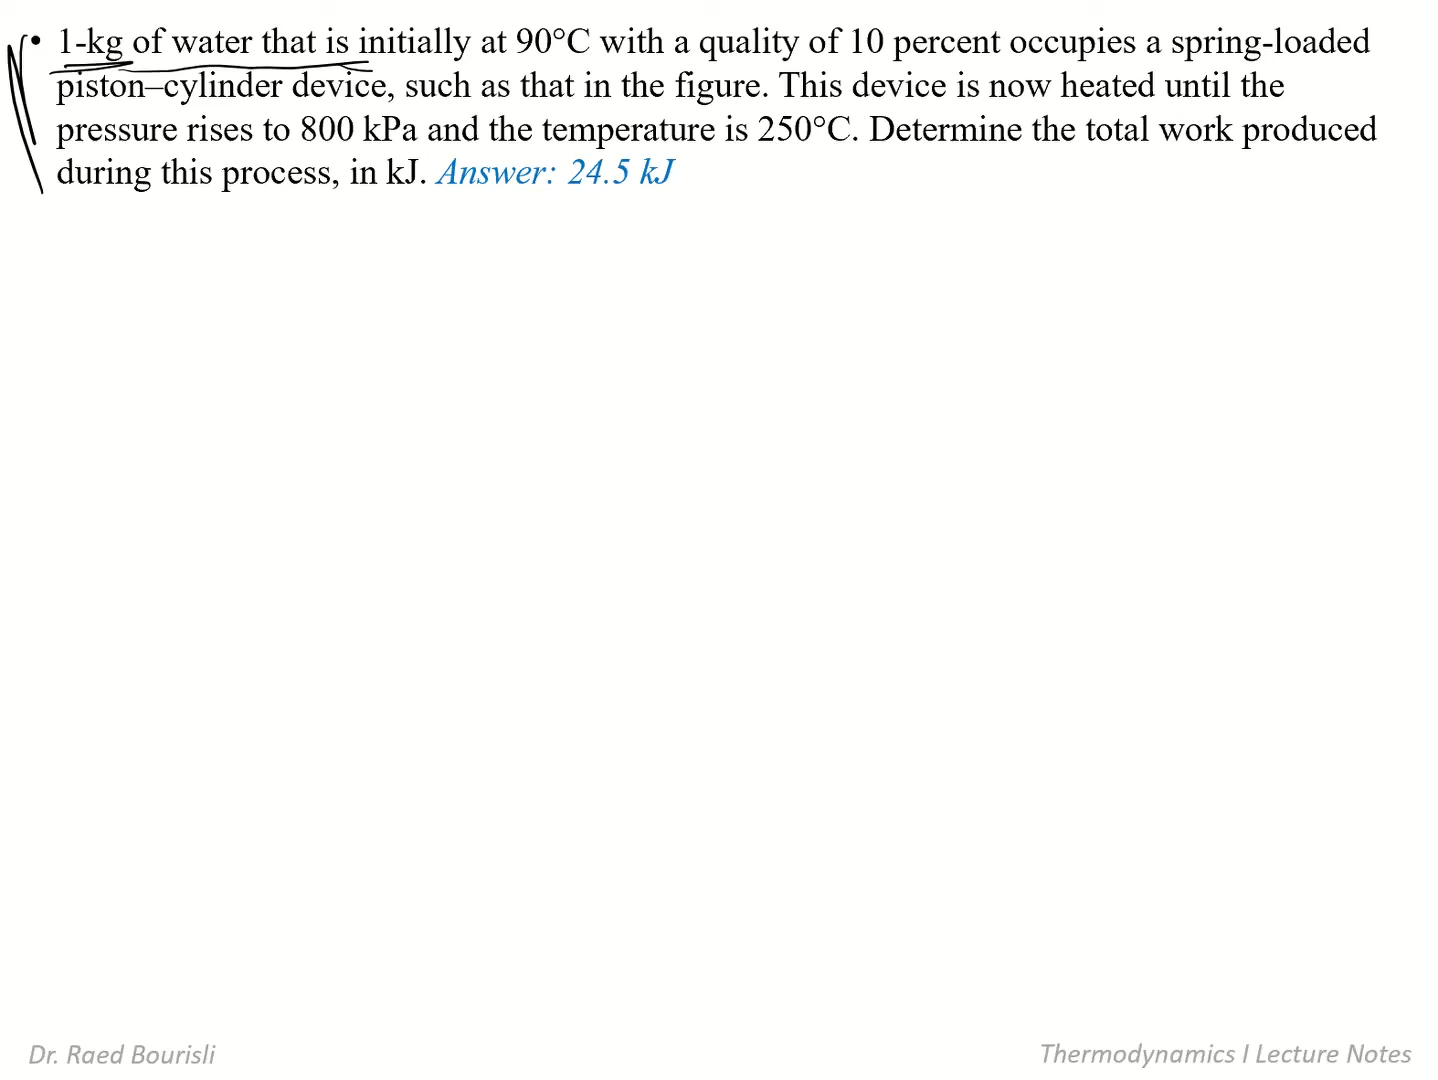 • 1-kg of water that is initially at 90°C with a quality of 10 percent occupies a spring-loaded
piston–cylinder device, such as that in the figure. This device is now heated until the
pressure rises to 800 kPa and the temperature is 250°C. Determine the total work produced
during this process, in kJ. Answer: 24.5 kJ
Dr. Raed Bourisli
Thermodynamics I Lecture Notes